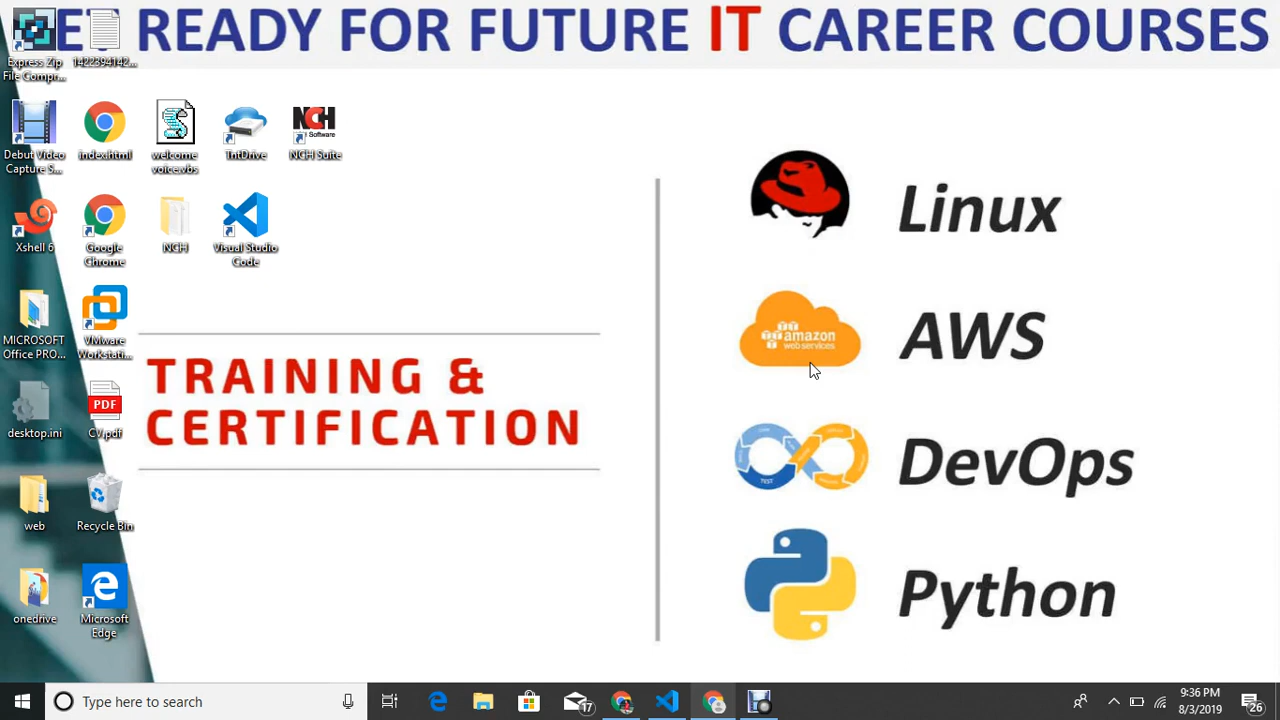 ET READY FOR FUTURE IT CAREER COURSES
Express Zip
File Compr...
1422394142...
Debut Video
Capture S...
index.html
welcome
voice.vbs
TntDrive
NCH
Software
NCH Suite
Xshell 6
Google
Chrome
NCH
Visual Studio
Code
MICROSOFT
Office PRO...
VMware
Workstati...
desktop.ini
PDF
CV.pdf
web
Recycle Bin
onedrive
Microsoft
Edge
TRAINING &
CERTIFICATION
Linux
amazon
web services
AWS
TEST
DevOps
Python
Type here to search
17
9:36 PM
8/3/2019
26